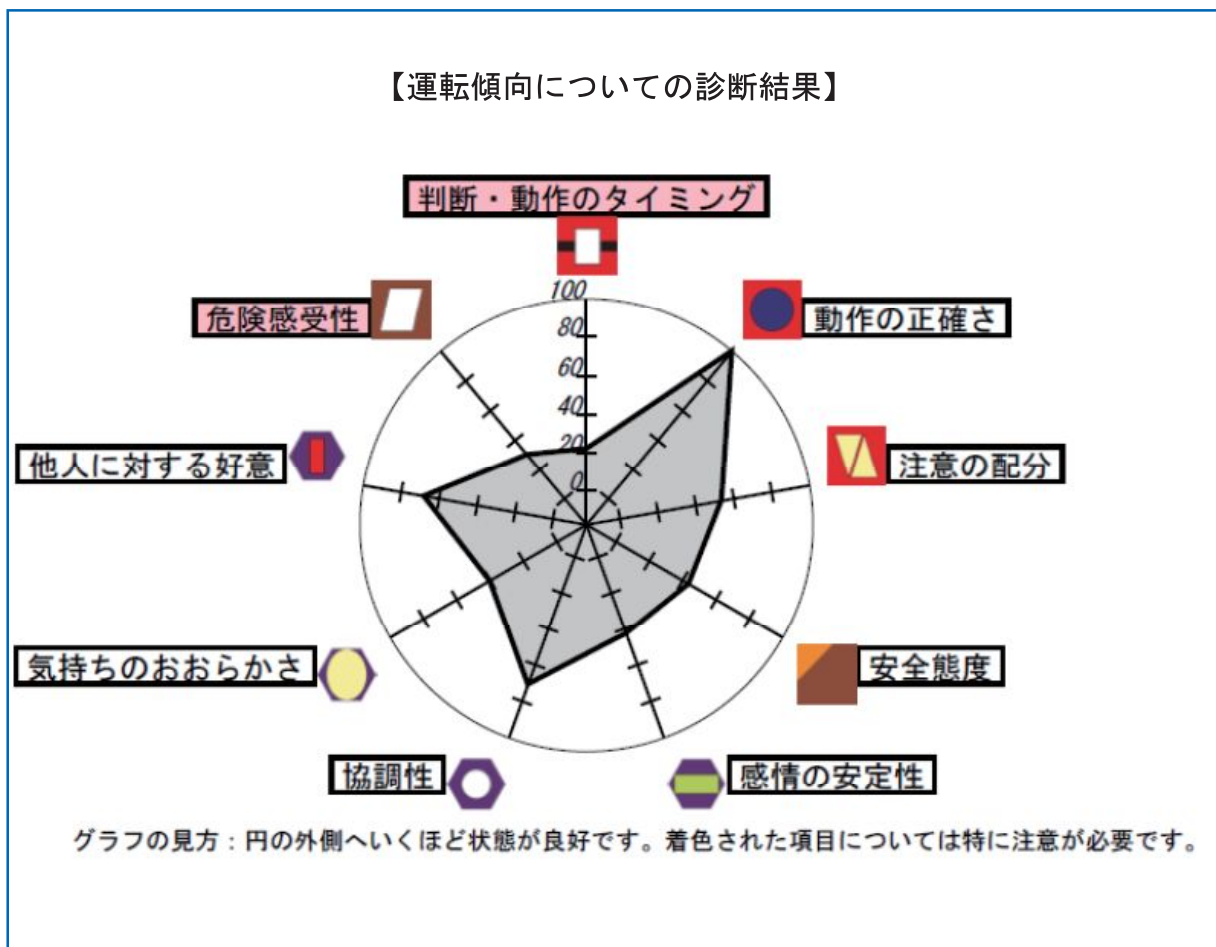 【運転傾向についての診断結果】
判断・動作のタイミング
危険感受性
動作の正確さ
他人に対する好意
注意の配分
気持ちのおおらかさ
安全態度
協調性
感情の安定性
100
80
60
40
20
0
グラフの見方：円の外側へいくほど状態が良好です。着色された項目については特に注意が必要です。